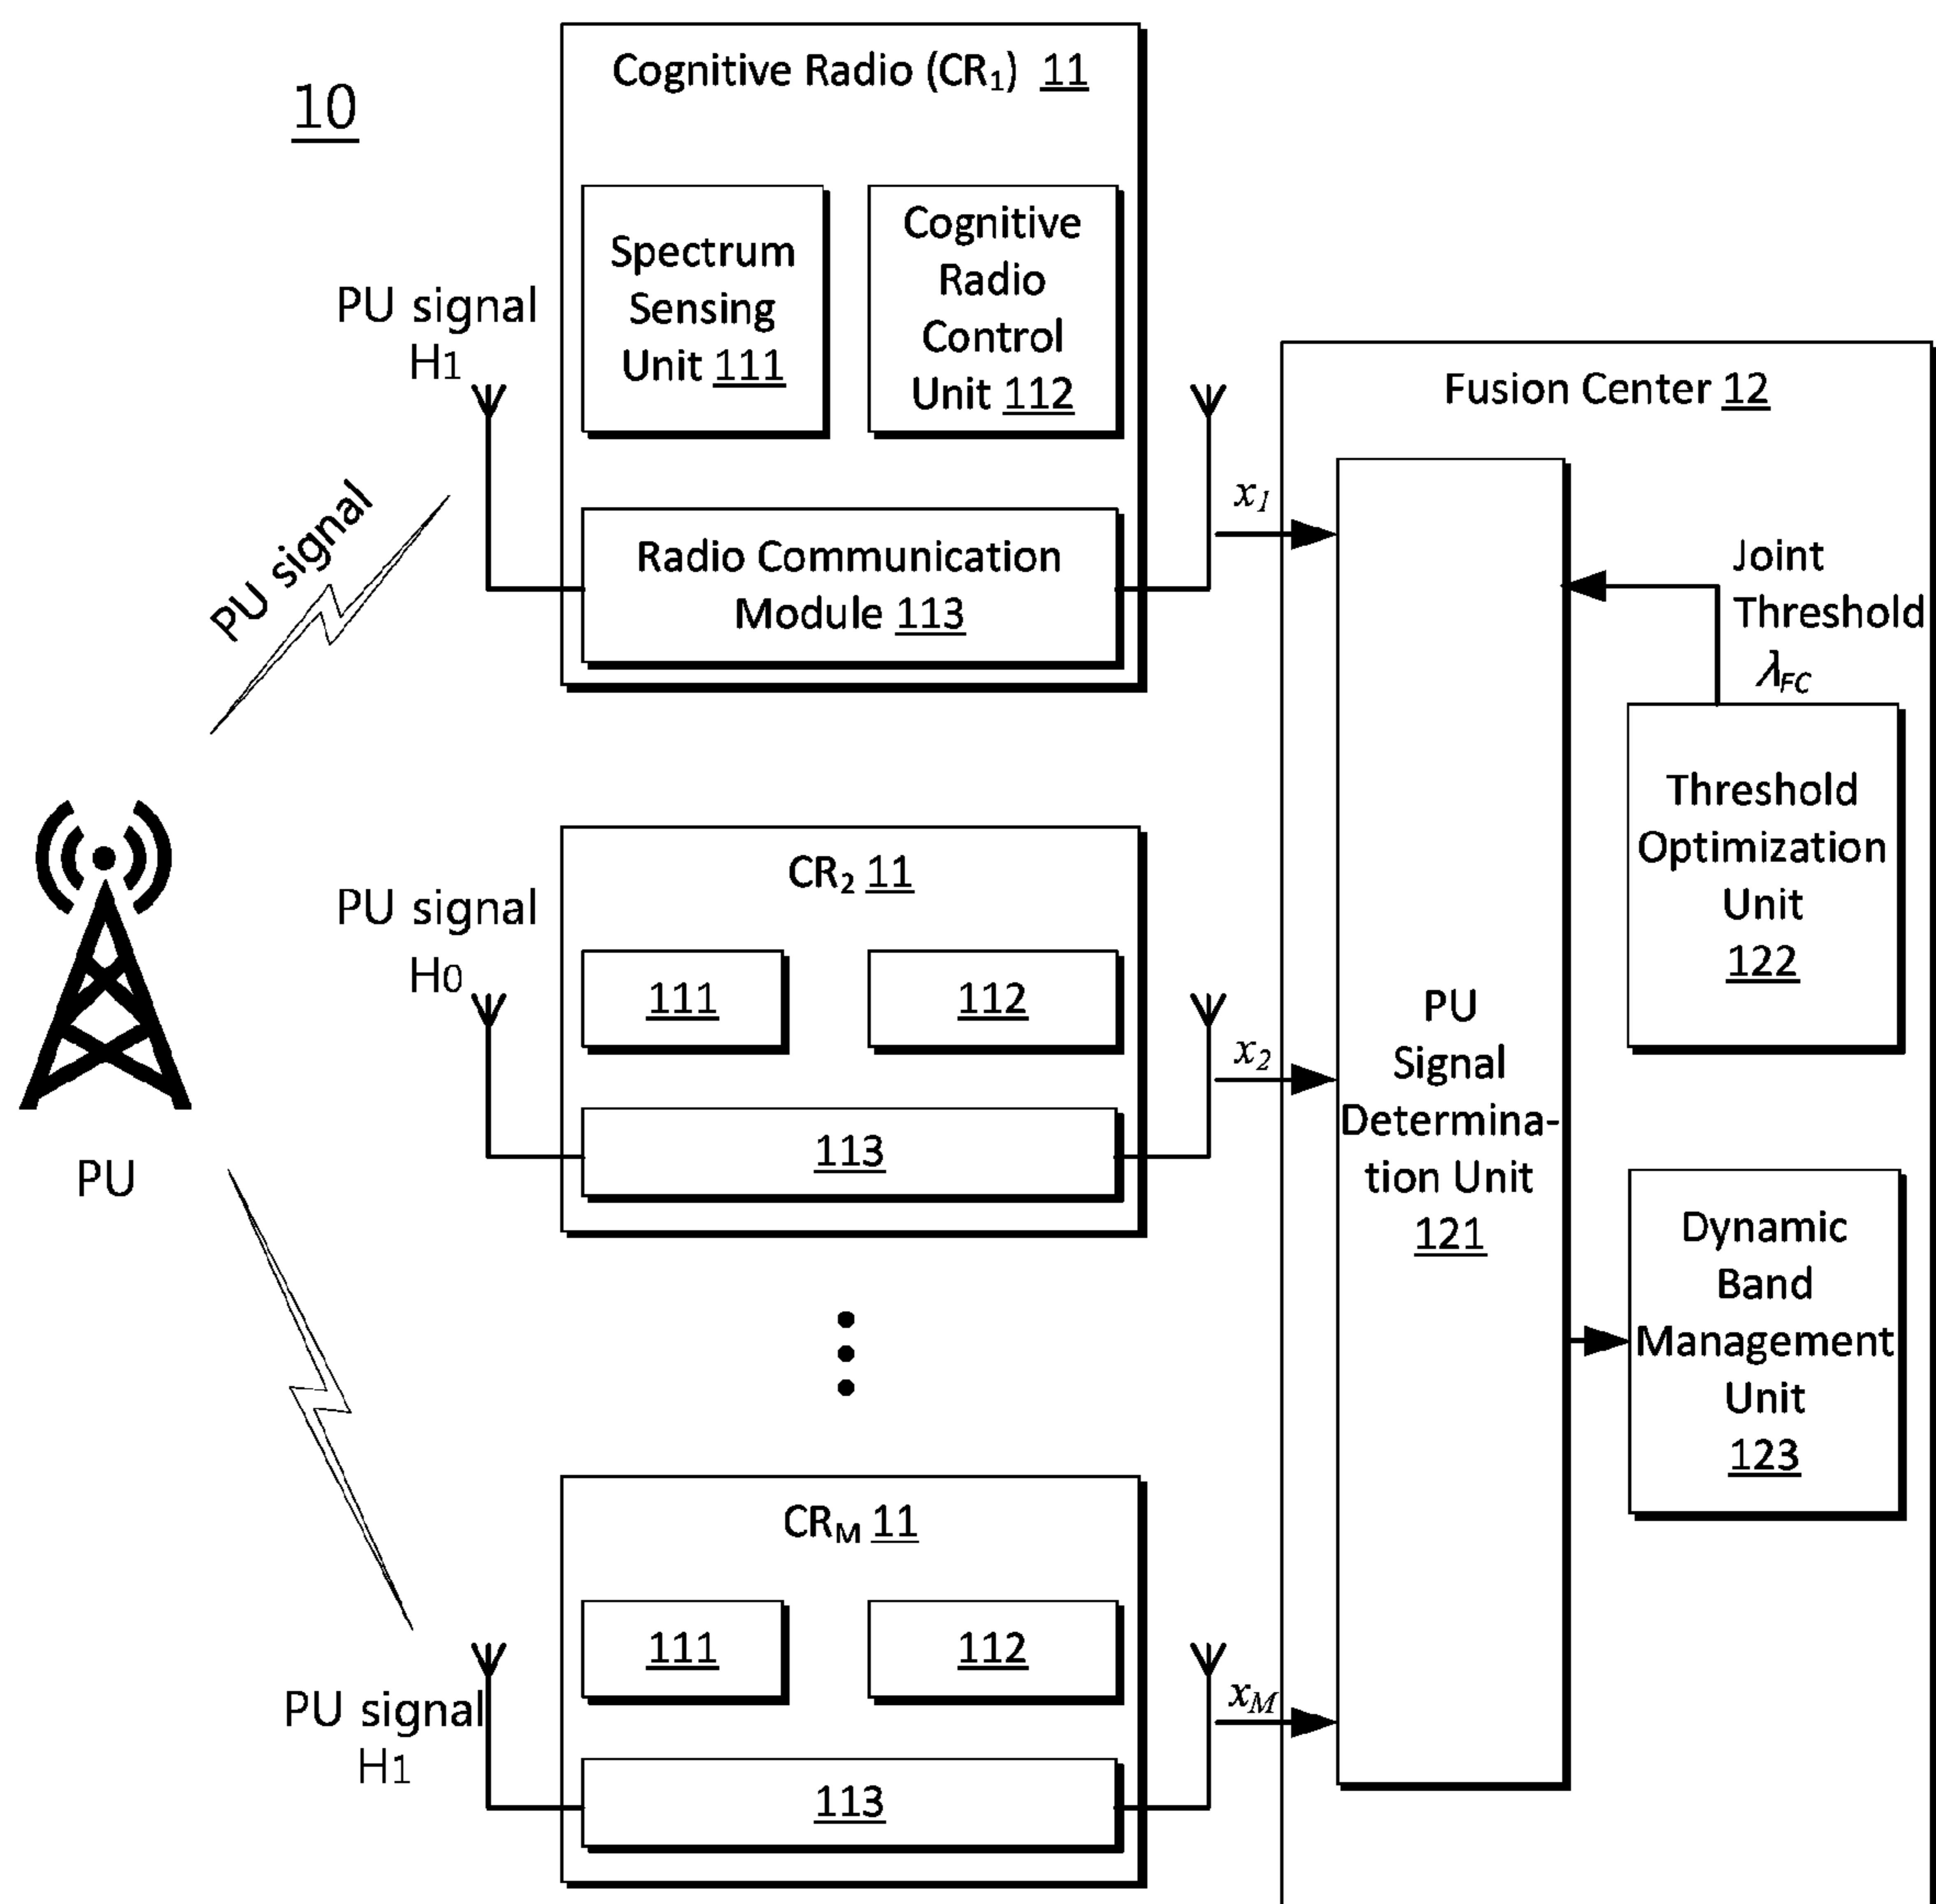 10
Cognitive Radio (CR1) 11
Spectrum
Sensing
Unit 111
Cognitive
Radio
Control
Unit 112
Radio Communication
Module 113
PU signal
H1
PU signal
PU
x1
Fusion Center 12
Joint
Threshold
λFC
Threshold
Optimization
Unit
122
PU signal
H0
CR2 11
111
112
113
x2
PU
Signal
Determina-
tion Unit
121
Dynamic
Band
Management
Unit
123
CRM 11
111
112
113
PU signal
H1
xM